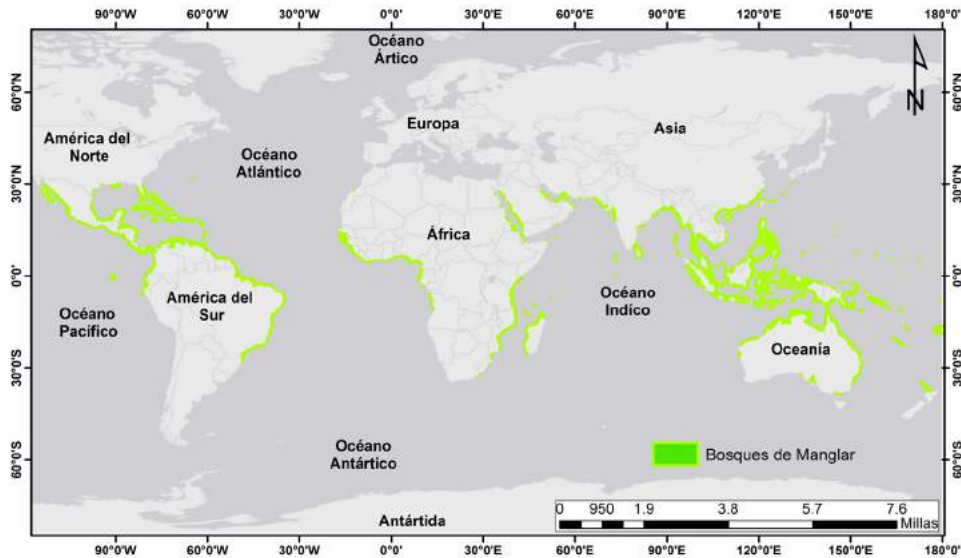 90°0'W 60°0'W 30°0'W 0°0' 30°0'E 60°0'E 90°0'E 120°0'E 150°0'E 180°0'
Océano
Ártico
60°0'N
60°0'N
N
Europa
Asia
América del
Norte
Océano
Atlántico
30°0'N
30°0'N
África
0°0'
0°0'
América del
Sur
Océano
Pacífico
Océano
Indíco
Oceanía
30°0'S
30°0'S
Océano
Antártico
Bosques de Manglar
60°0'S
60°0'S
0 950 1.9 3.8 5.7 7.6
Millas
Antártida
90°0'W 60°0'W 30°0'W 0°0' 30°0'E 60°0'E 90°0'E 120°0'E 150°0'E 180°0'